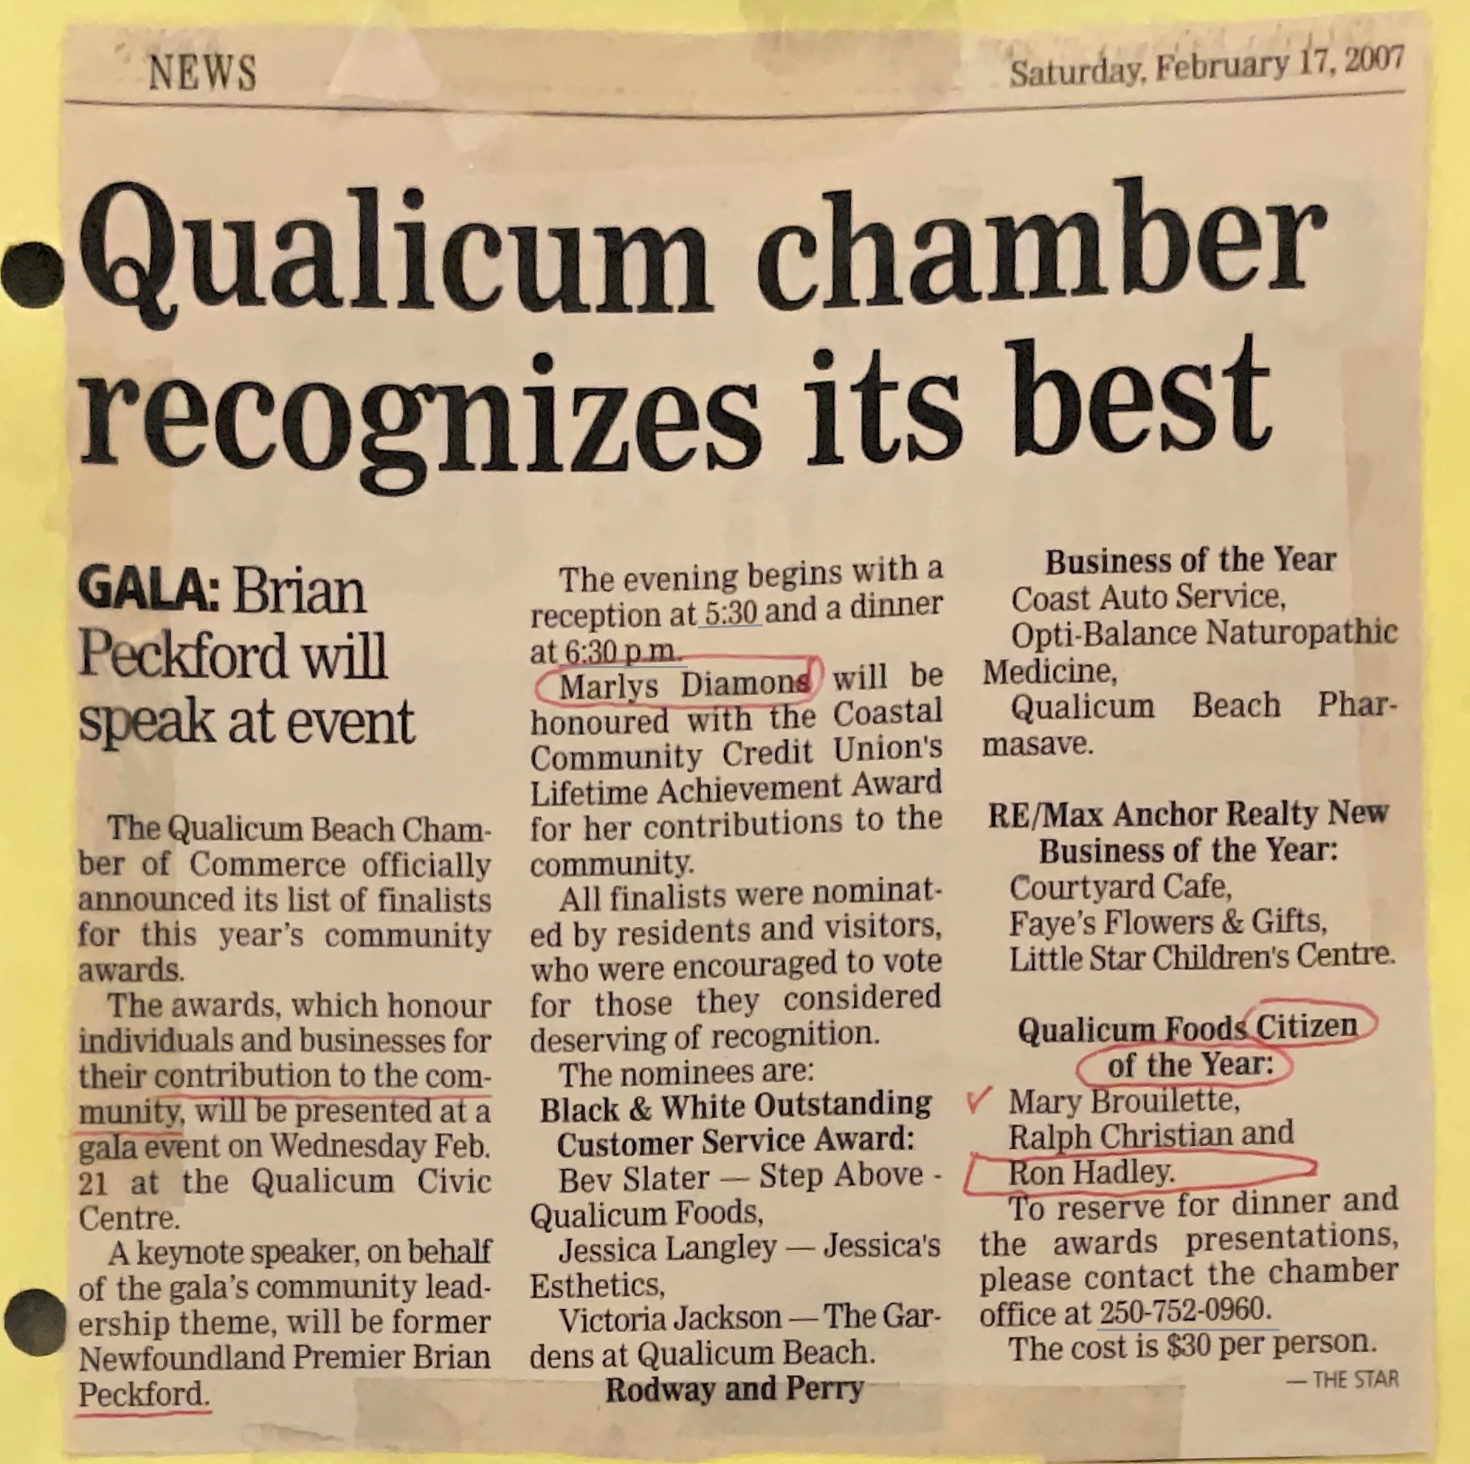 NEWS
Saturday, February 17, 2007
Qualicum chamber
recognizes its best
GALA: Brian
Peckford will
speak at event
The Qualicum Beach Cham-
ber of Commerce officially
announced its list of finalists
for this year's community
awards.
The awards, which honour
individuals and businesses for
their contribution to the com-
munity, will be presented at a
gala event on Wednesday Feb.
21 at the Qualicum Civic
Centre.
A keynote speaker, on behalf
of the gala's community lead-
ership theme, will be former
Newfoundland Premier Brian
Peckford.
The evening begins with a
reception at 5:30 and a dinner
at 6:30 p.m.
Marlys Diamond will be
honoured with the Coastal
Community Credit Union's
Lifetime Achievement Award
for her contributions to the
community.
All finalists were nominat-
ed by residents and visitors,
who were encouraged to vote
for those they considered
deserving of recognition.
The nominees are:
Black & White Outstanding
Customer Service Award:
Bev Slater — Step Above -
Qualicum Foods,
Jessica Langley — Jessica's
Esthetics,
Victoria Jackson — The Gar-
dens at Qualicum Beach.
Rodway and Perry
Business of the Year
Coast Auto Service,
Opti-Balance Naturopathic
Medicine,
Qualicum Beach Phar-
masave.
RE/Max Anchor Realty New
Business of the Year:
Courtyard Cafe,
Faye's Flowers & Gifts,
Little Star Children's Centre.
Qualicum Foods Citizen
of the Year:
Mary Brouilette,
Ralph Christian and
Ron Hadley.
To reserve for dinner and
the awards presentations,
please contact the chamber
office at 250-752-0960.
The cost is $30 per person.
— THE STAR